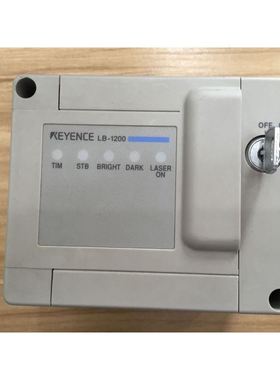 KEYENCE LB-1200
TIM STB BRIGHT DARK LASER ON
OFF